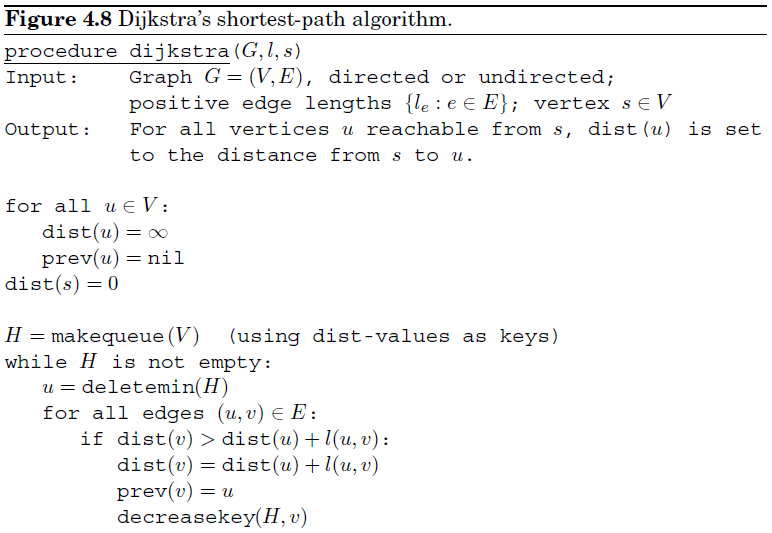 Figure 4.8 Dijkstra's shortest-path algorithm.
procedure dijkstra(G, l, s)
Input: Graph G = (V, E), directed or undirected;
positive edge lengths {lₑ : e ∈ E}; vertex s ∈ V
Output: For all vertices u reachable from s, dist(u) is set
to the distance from s to u.
for all u ∈ V:
dist(u) = ∞
prev(u) = nil
dist(s) = 0
H = makequeue(V) (using dist-values as keys)
while H is not empty:
u = deletemin(H)
for all edges (u, v) ∈ E:
if dist(v) > dist(u) + l(u, v):
dist(v) = dist(u) + l(u, v)
prev(v) = u
decreasekey(H, v)